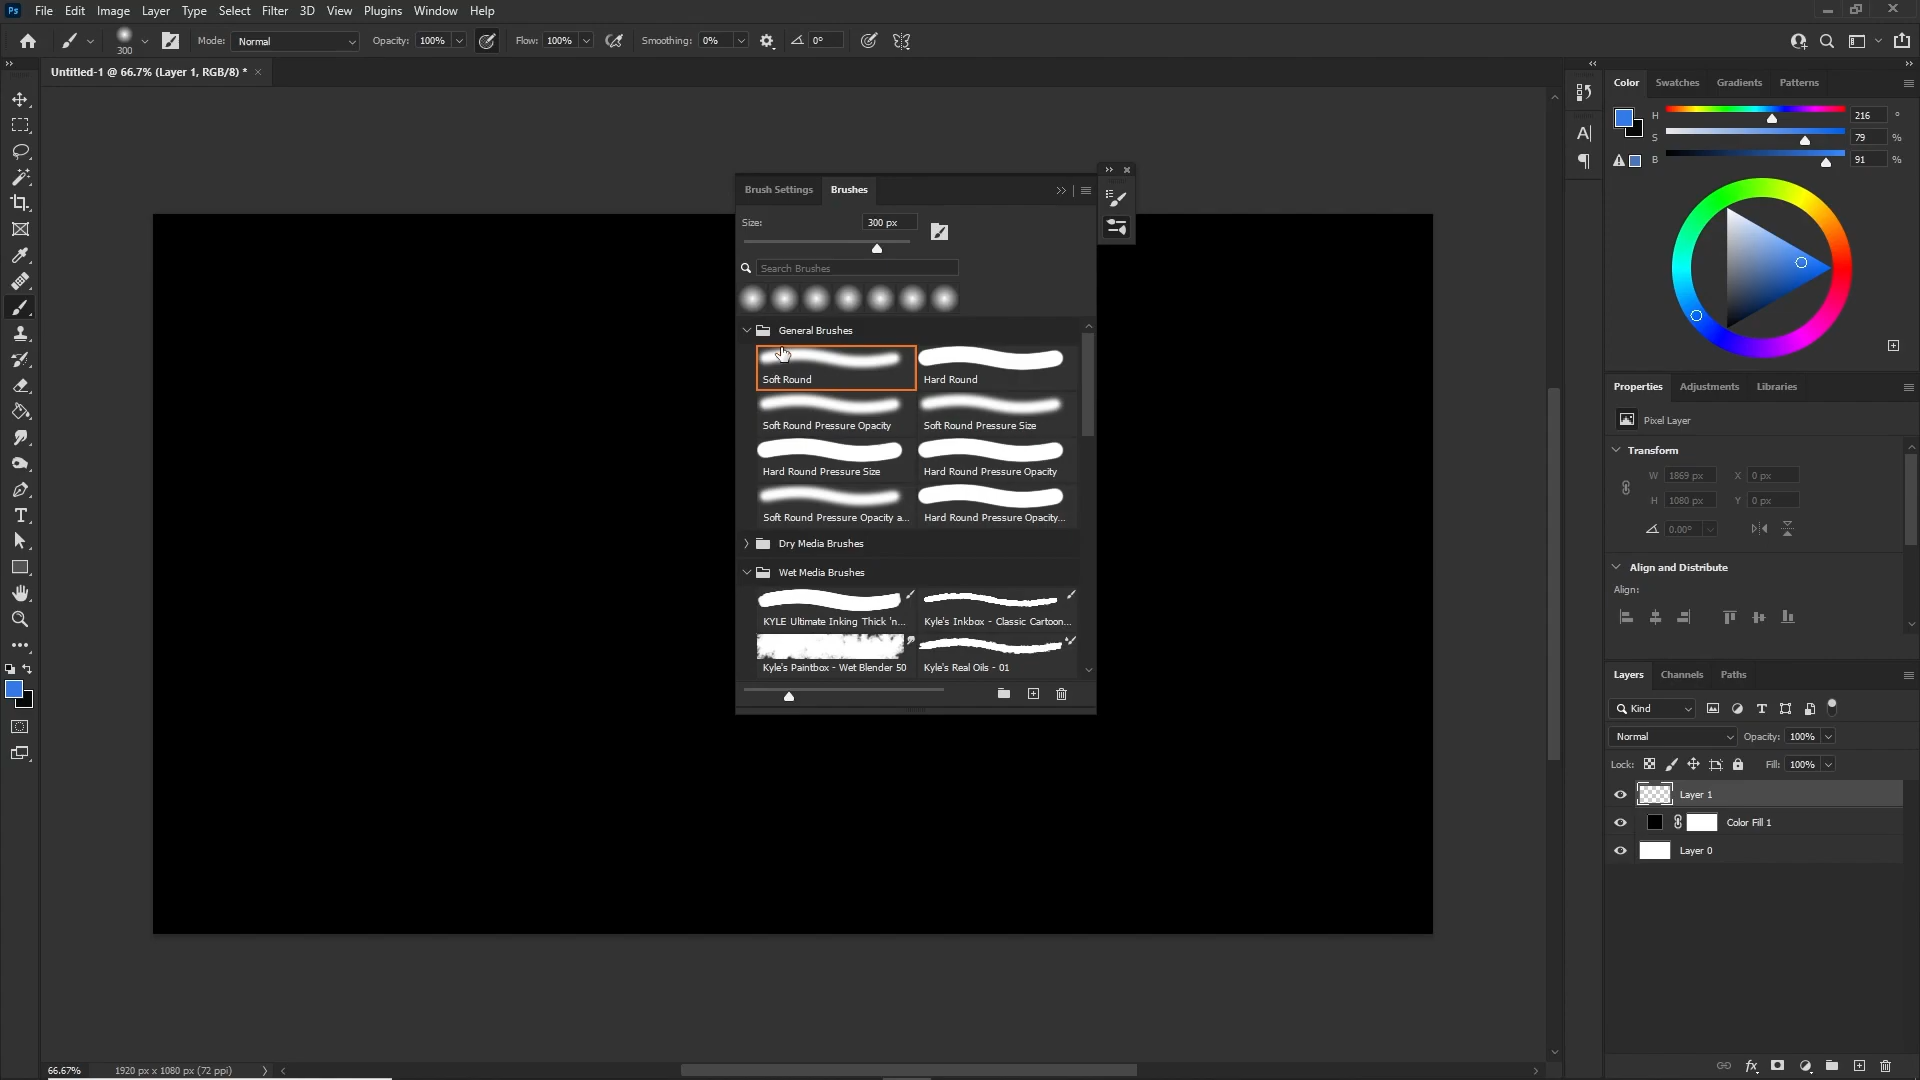 Ps File Edit Image Layer Type Select Filter 3D View Plugins Window Help
300 Mode: Normal Opacity: 100% Flow: 100% Smoothing: 0% 0°
Untitled-1 @ 66.7% (Layer 1, RGB/8) *
Brush Settings Brushes
Size: 300 px
Search Brushes
General Brushes
Soft Round Hard Round
Soft Round Pressure Opacity Soft Round Pressure Size
Hard Round Pressure Size Hard Round Pressure Opacity
Soft Round Pressure Opacity a... Hard Round Pressure Opacity...
Dry Media Brushes
Wet Media Brushes
KYLE Ultimate Inking Thick 'n... Kyle's Inkbox - Classic Cartoon...
Kyle's Paintbox - Wet Blender 50 Kyle's Real Oils - 01
Color Swatches Gradients Patterns
H 216 °
S 79 %
B 91 %
Properties Adjustments Libraries
Pixel Layer
Transform
W 1869 px X 0 px
H 1080 px Y 0 px
0.00°
Align and Distribute
Align:
Layers Channels Paths
Kind
Normal Opacity: 100%
Lock: Fill: 100%
Layer 1
Color Fill 1
Layer 0
66.67% 1920 px x 1080 px (72 ppi)